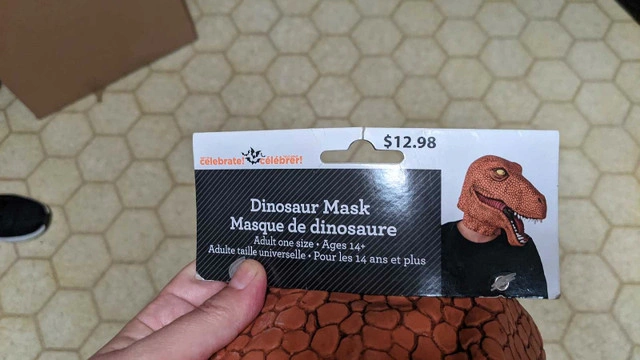 celebrate! célébrer!
$12.98
Dinosaur Mask
Masque de dinosaure
Adult one size • Ages 14+
Adulte taille universelle • Pour les 14 ans et plus